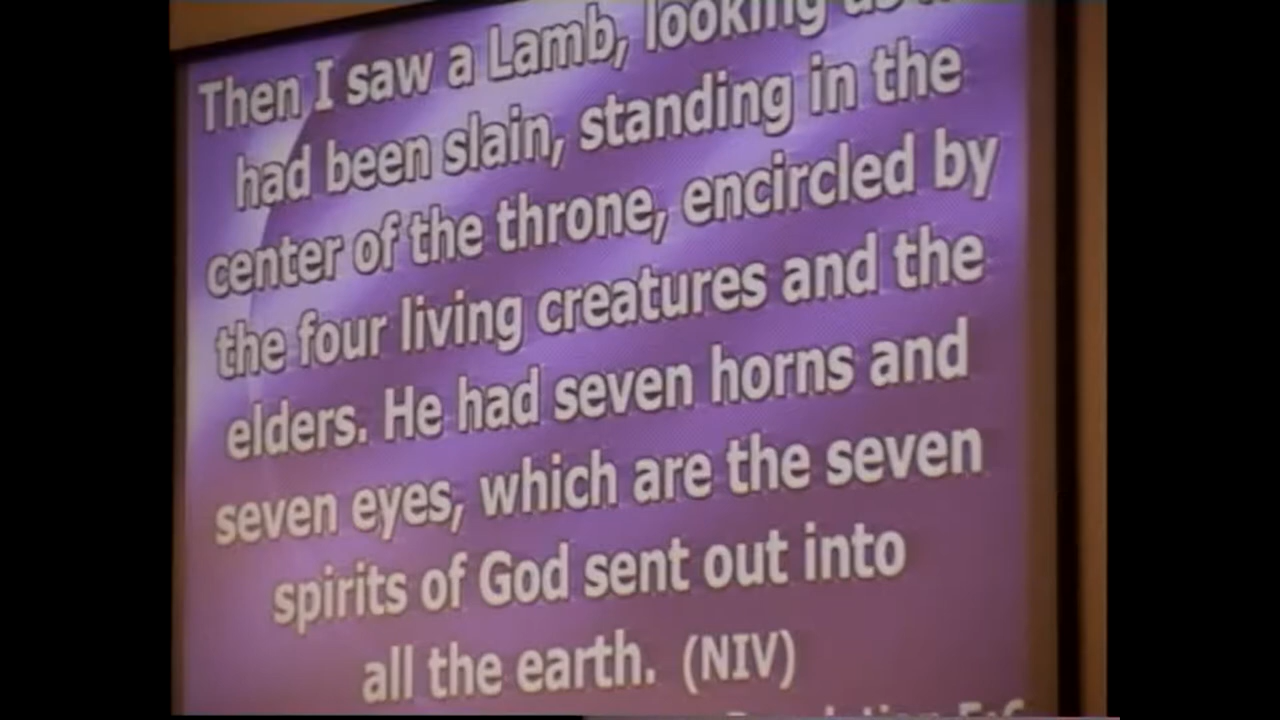 Then I saw a Lamb, looking as
had been slain, standing in the
center of the throne, encircled by
the four living creatures and the
elders. He had seven horns and
seven eyes, which are the seven
spirits of God sent out into
all the earth. (NIV)